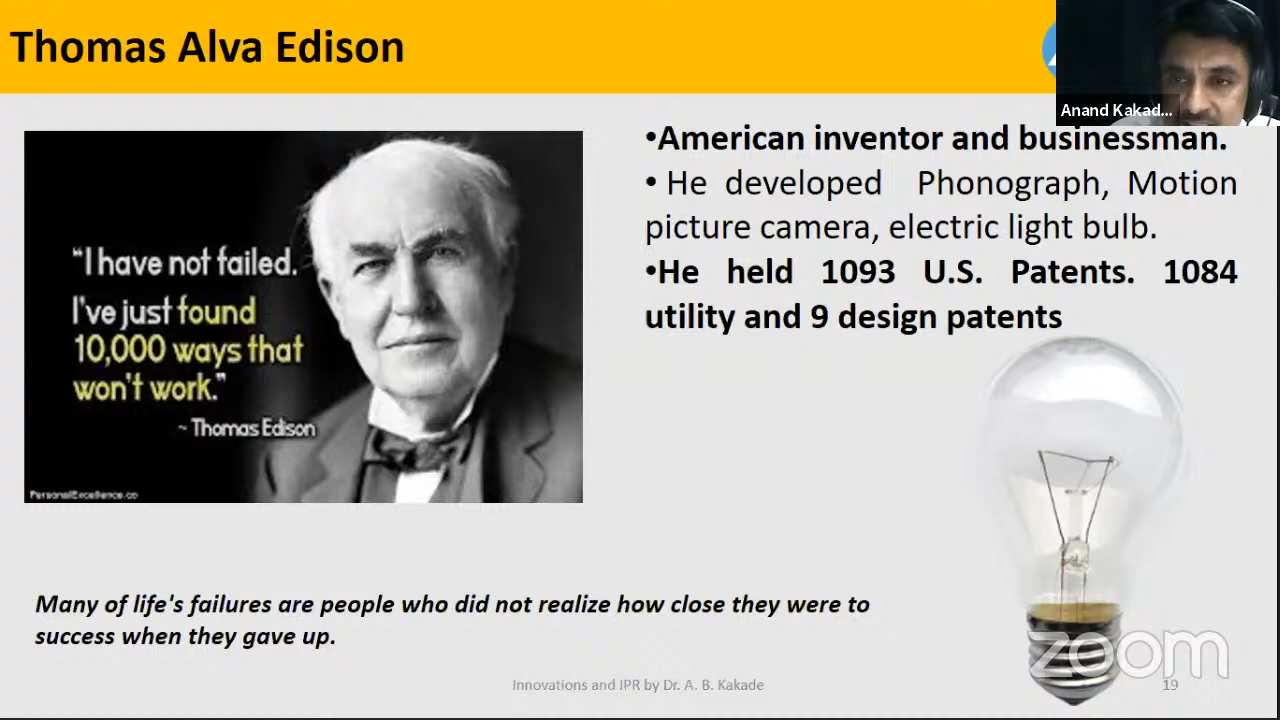 Thomas Alva Edison
Anand Kakad...
"I have not failed.
I've just found
10,000 ways that
won't work."
~ Thomas Edison
PersonalExcellence.co
•American inventor and businessman.
• He developed Phonograph, Motion
picture camera, electric light bulb.
•He held 1093 U.S. Patents. 1084
utility and 9 design patents
Many of life's failures are people who did not realize how close they were to
success when they gave up.
zoom
Innovations and IPR by Dr. A. B. Kakade
19